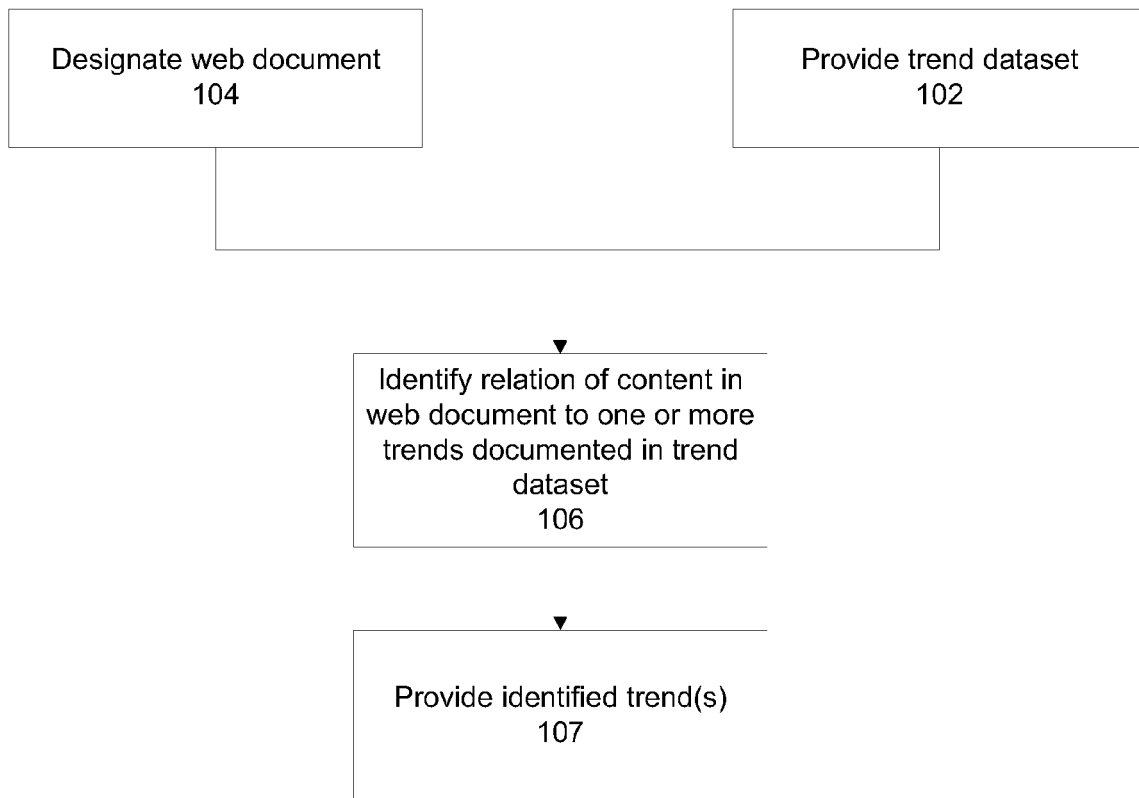 Designate web document
104
Provide trend dataset
102
Identify relation of content in
web document to one or more
trends documented in trend
dataset
106
Provide identified trend(s)
107